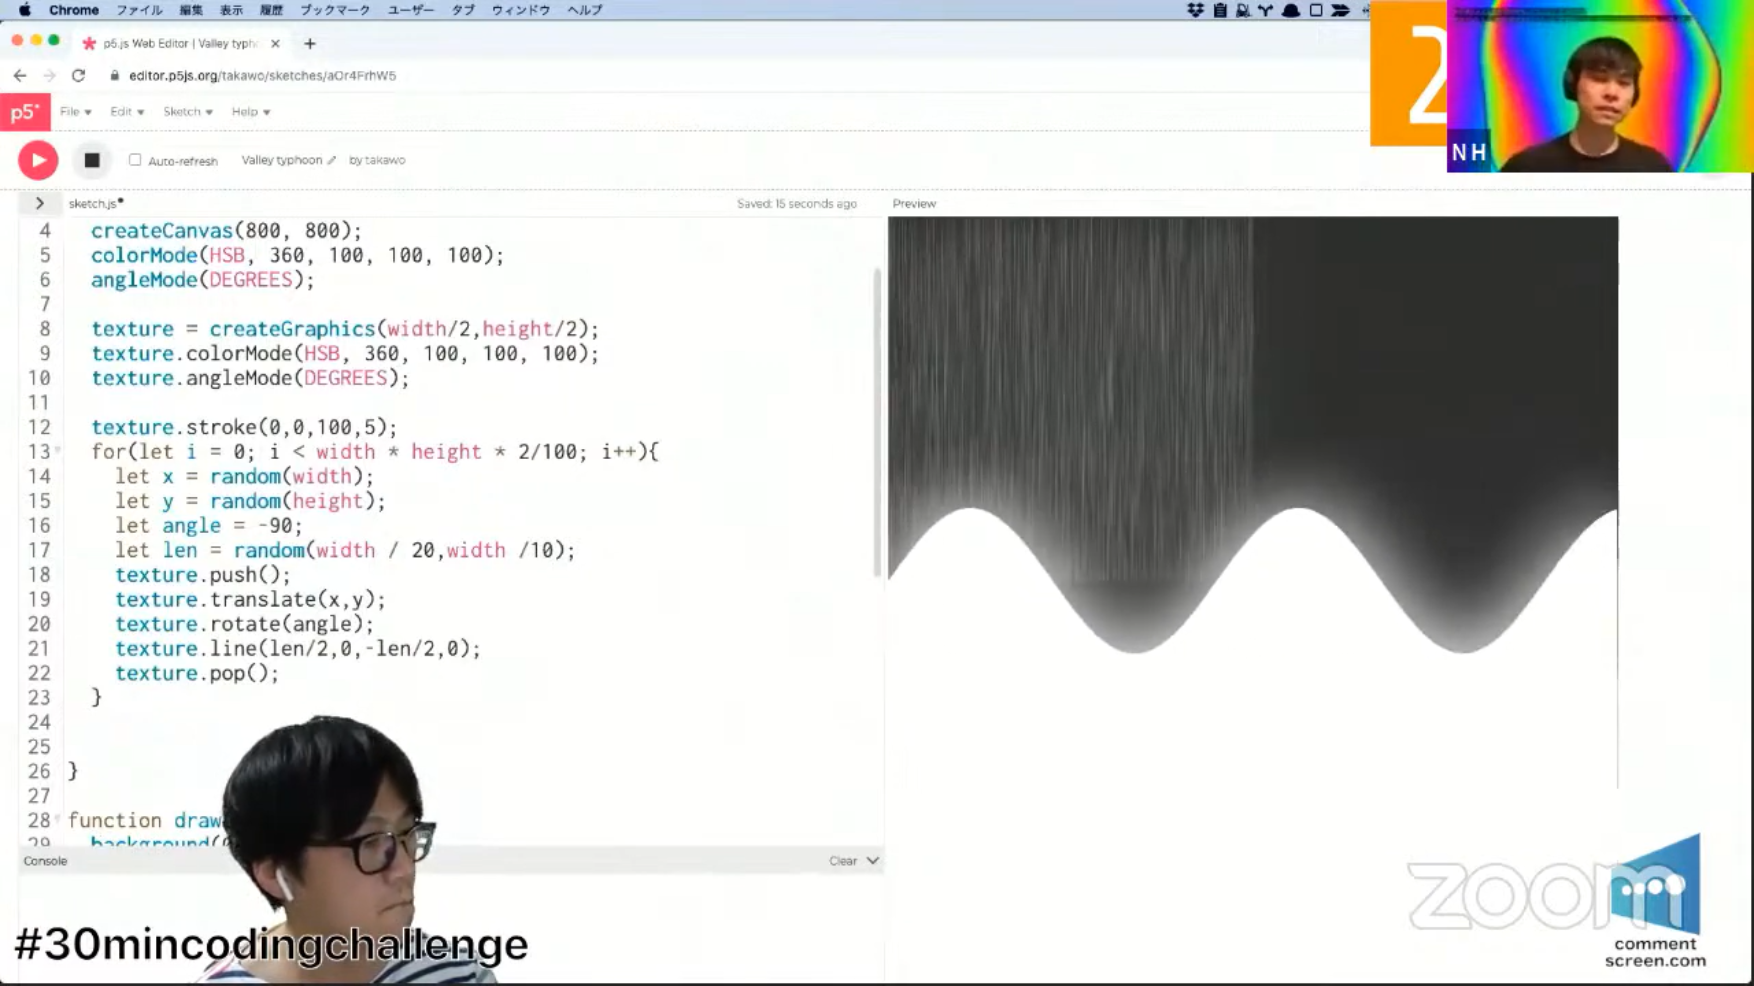 Chrome ファイル 編集 表示 履歴 ブックマーク ユーザー タブ ウィンドウ ヘルプ
p5.js Web Editor | Valley typho
editor.p5js.org/takawo/sketches/aOr4FrhW5
2
NH
p5* File Edit Sketch Help
Auto-refresh Valley typhoon by takawo
sketch.js Saved: 15 seconds ago Preview
4 createCanvas(800, 800);
5 colorMode(HSB, 360, 100, 100, 100);
6 angleMode(DEGREES);
7
8 texture = createGraphics(width/2,height/2);
9 texture.colorMode(HSB, 360, 100, 100, 100);
10 texture.angleMode(DEGREES);
11
12 texture.stroke(0,0,100,5);
13 for(let i = 0; i < width * height * 2/100; i++){
14 let x = random(width);
15 let y = random(height);
16 let angle = -90;
17 let len = random(width / 20,width /10);
18 texture.push();
19 texture.translate(x,y);
20 texture.rotate(angle);
21 texture.line(len/2,0,-len/2,0);
22 texture.pop();
23 }
24
25
26 }
27
28 function draw
29 background(
Console Clear
#30mincodingchallenge
zoom
comment
screen.com